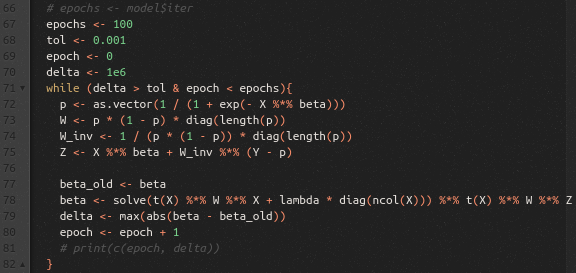 66 # epochs <- model$iter
67 epochs <- 100
68 tol <- 0.001
69 epoch <- 0
70 delta <- 1e6
71 while (delta > tol & epoch < epochs){
72 p <- as.vector(1 / (1 + exp(- X %*% beta)))
73 W <- p * (1 - p) * diag(length(p))
74 W_inv <- 1 / (p * (1 - p)) * diag(length(p))
75 Z <- X %*% beta + W_inv %*% (Y - p)
76
77 beta_old <- beta
78 beta <- solve(t(X) %*% W %*% X + lambda * diag(ncol(X))) %*% t(X) %*% W %*% Z
79 delta <- max(abs(beta - beta_old))
80 epoch <- epoch + 1
81 # print(c(epoch, delta))
82 }